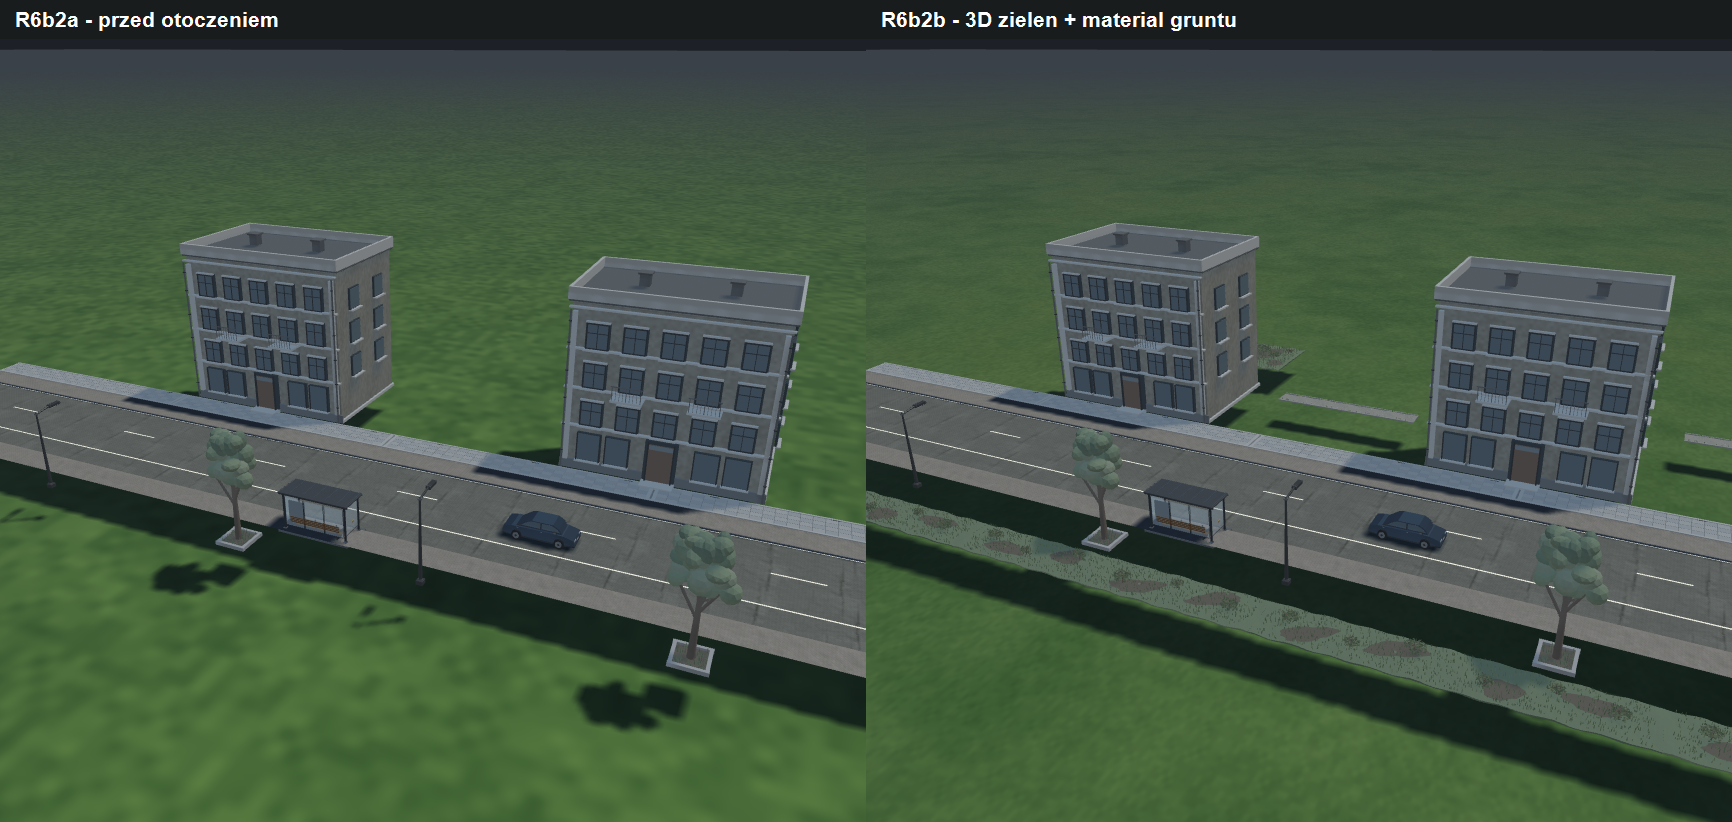 R6b2a - przed otoczeniem
R6b2b - 3D zielen + material gruntu